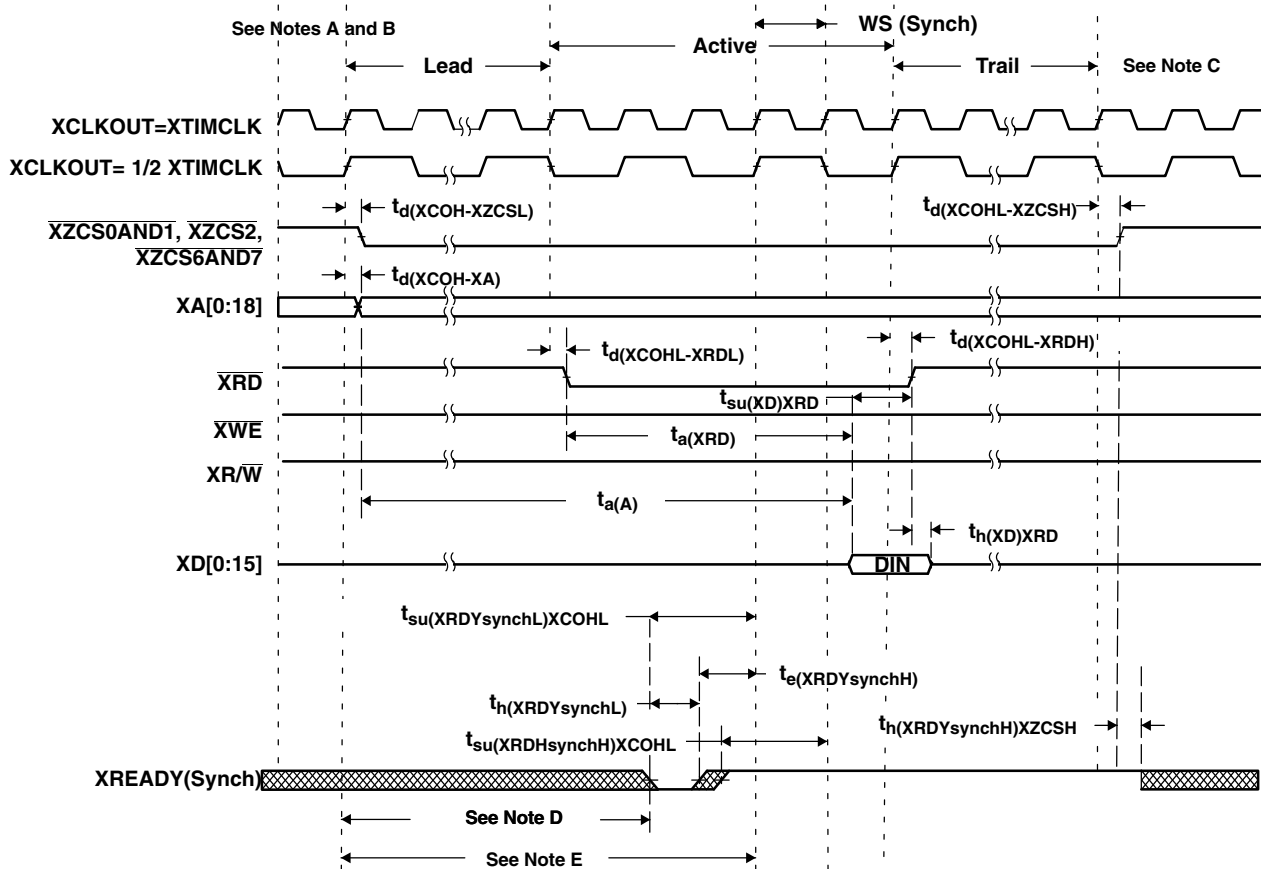 See Notes A and B
WS (Synch)
Active
Lead
Trail
See Note C
XCLKOUT=XTIMCLK
XCLKOUT= 1/2 XTIMCLK
td(XCOH-XZCSL)
td(XCOHL-XZCSH)
XZCS0AND1, XZCS2,
XZCS6AND7
td(XCOH-XA)
XA[0:18]
td(XCOHL-XRDL)
td(XCOHL-XRDH)
XRD
tsu(XD)XRD
XWE
ta(XRD)
XR/W
ta(A)
th(XD)XRD
XD[0:15]
DIN
tsu(XRDYsynchL)XCOHL
te(XRDYsynchH)
th(XRDYsynchL)
th(XRDYsynchH)XZCSH
tsu(XRDHsynchH)XCOHL
XREADY(Synch)
See Note D
See Note E